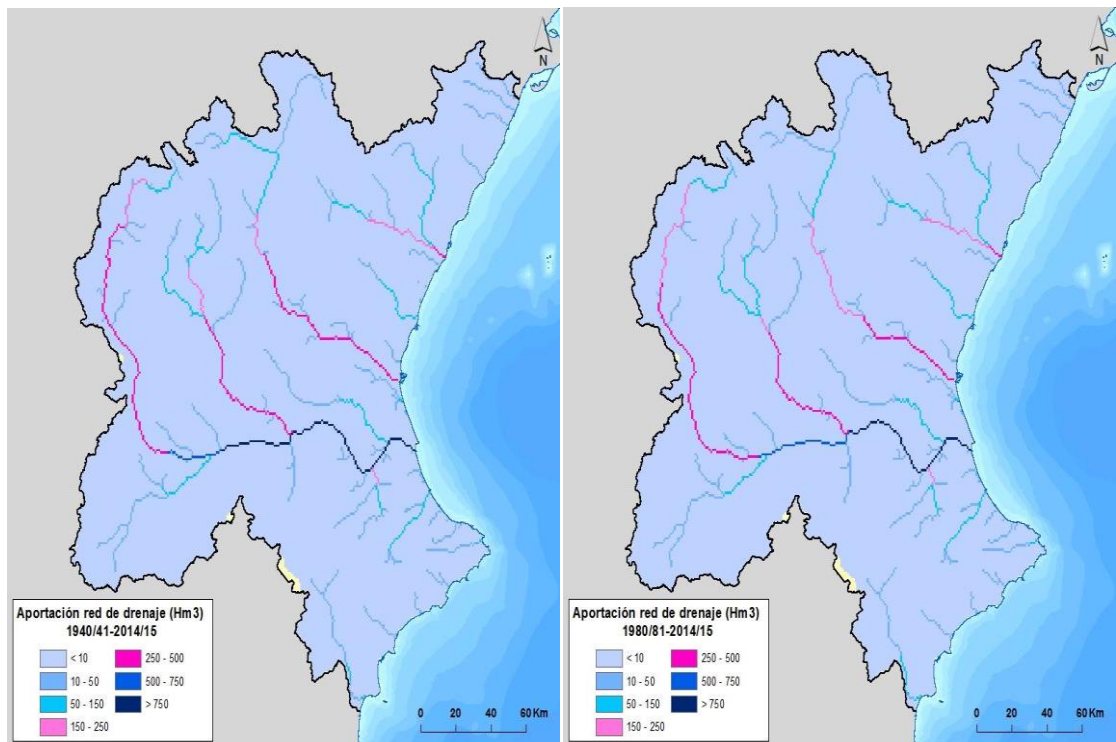 N
Aportación red de drenaje (Hm3)
1940/41-2014/15
< 10
250 - 500
10 - 50
500 - 750
50 - 150
> 750
150 - 250
0 20 40 60 Km
N
Aportación red de drenaje (Hm3)
1980/81-2014/15
< 10
250 - 500
10 - 50
500 - 750
50 - 150
> 750
150 - 250
0 20 40 60 Km